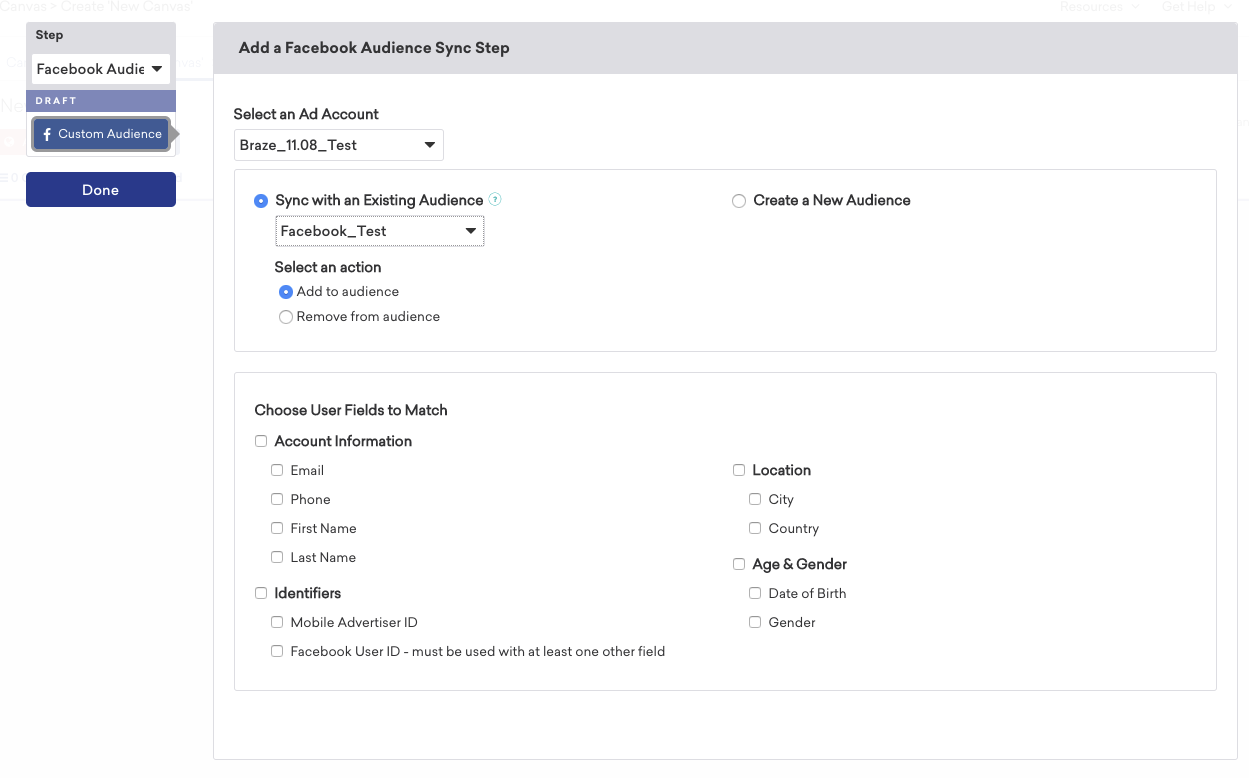 Canvas > Create 'New Canvas'
Resources
Get Help
Step
Facebook Audie
DRAFT
Custom Audience
Done
Add a Facebook Audience Sync Step
Select an Ad Account
Braze_11.08_Test
Sync with an Existing Audience ?
Facebook_Test
Select an action
Add to audience
Remove from audience
Create a New Audience
Choose User Fields to Match
Account Information
Email
Phone
First Name
Last Name
Identifiers
Mobile Advertiser ID
Facebook User ID - must be used with at least one other field
Location
City
Country
Age & Gender
Date of Birth
Gender